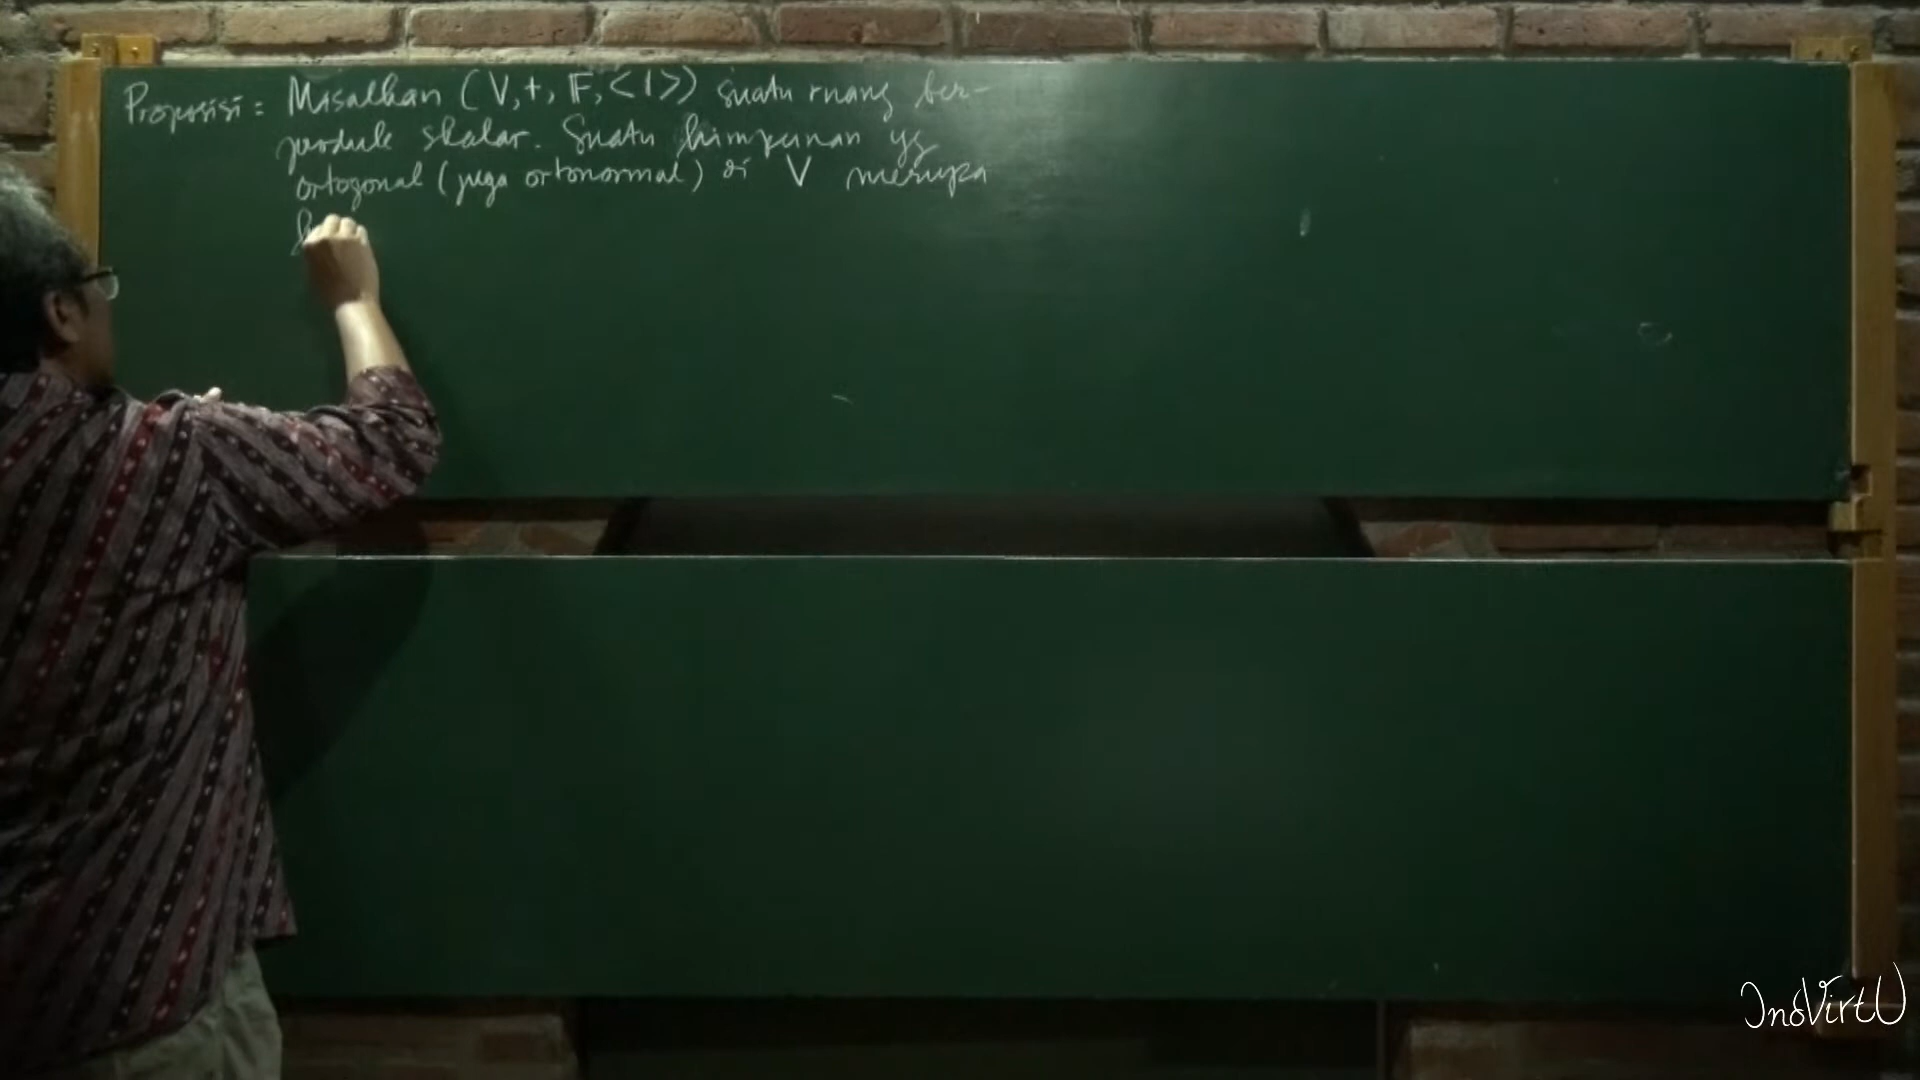 Proposisi: Misalkan (V,+, 𝔽,<|>) suatu ruang ber-
produk skalar. Suatu himpunan yg
ortogonal (juga ortonormal) di V merupa
InoVirtU